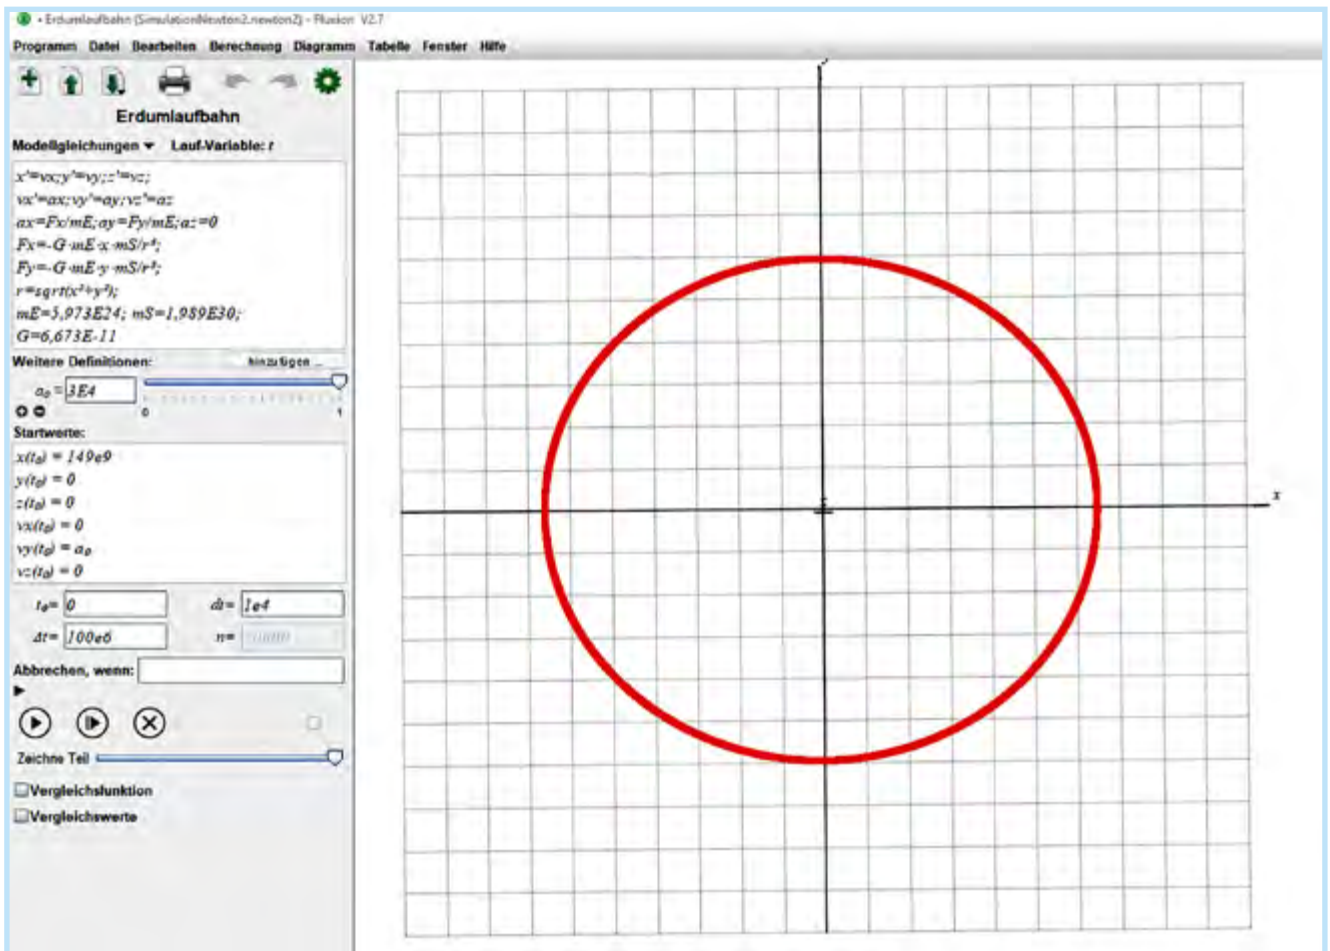 • Erdumlaufbahn (SimulationNewton2.newton2) - Fluxion V2.7
Programm Datei Bearbeiten Berechnung Diagramm Tabelle Fenster Hilfe
Erdumlaufbahn
Modellgleichungen ▾ Lauf-Variable: t
x'=vx;y'=vy;z'=vz;
vx'=ax;vy'=ay;vz'=az
ax=Fx/mE;ay=Fy/mE;az=0
Fx=-G·mE·x·mS/r³;
Fy=-G·mE·y·mS/r³;
r=sqrt(x²+y²);
mE=5,973E24; mS=1,989E30;
G=6,673E-11
Weitere Definitionen: hinzufügen ...
a₀ = 3E4
0 1
Startwerte:
x(t₀) = 149e9
y(t₀) = 0
z(t₀) = 0
vx(t₀) = 0
vy(t₀) = a₀
vz(t₀) = 0
t₀= 0 dt= 1e4
Δt= 100e6 n=
Abbrechen, wenn:
Zeichne Teil
Vergleichsfunktion
Vergleichswerte
x